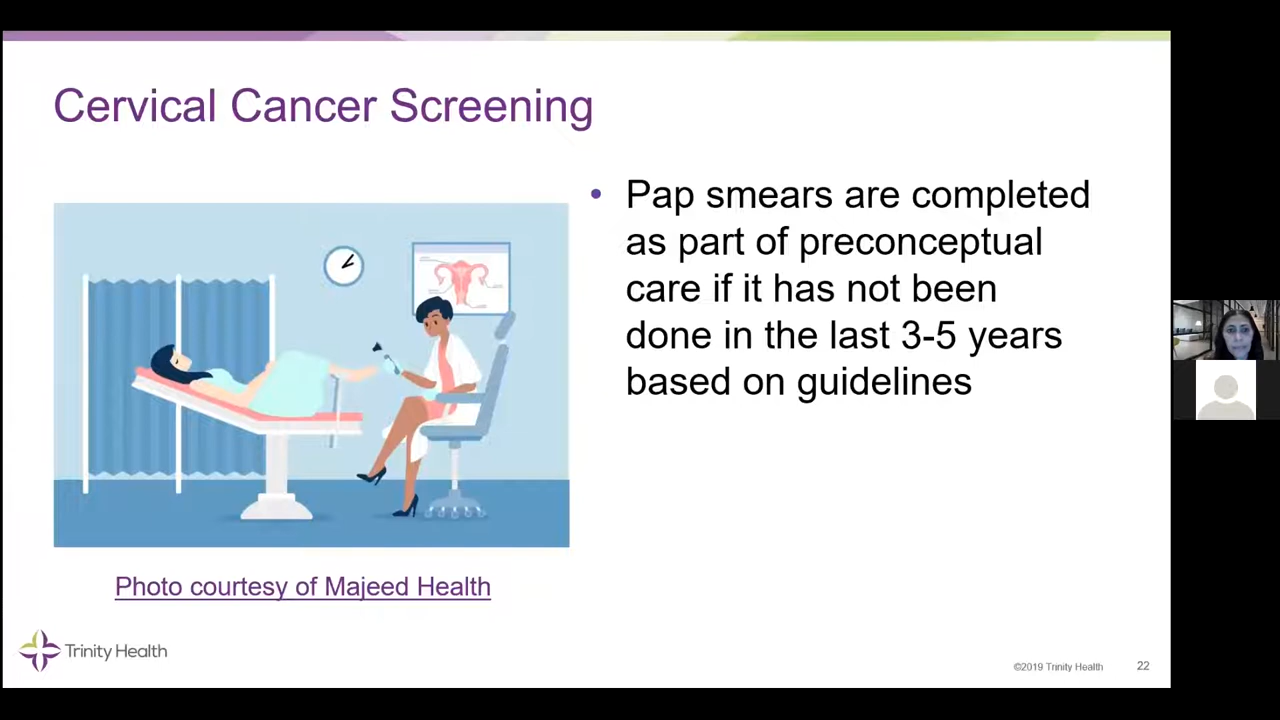 Cervical Cancer Screening
• Pap smears are completed
as part of preconceptual
care if it has not been
done in the last 3-5 years
based on guidelines
Photo courtesy of Majeed Health
Trinity Health
©2019 Trinity Health
22